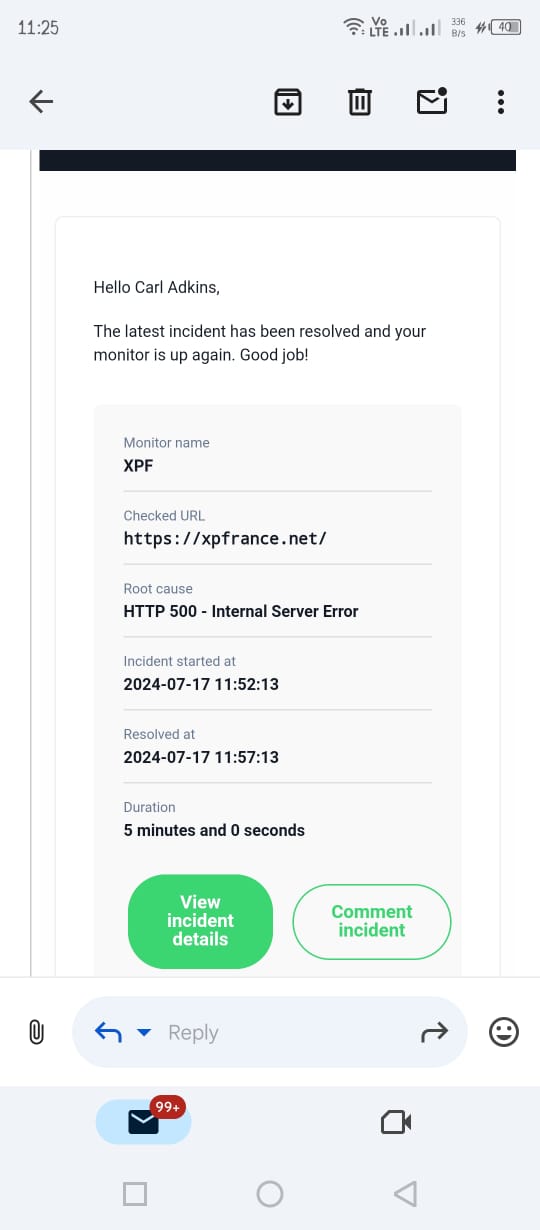 11:25
Vo
LTE
336
B/s
40
Hello Carl Adkins,
The latest incident has been resolved and your
monitor is up again. Good job!
Monitor name
XPF
Checked URL
https://xpfrance.net/
Root cause
HTTP 500 - Internal Server Error
Incident started at
2024-07-17 11:52:13
Resolved at
2024-07-17 11:57:13
Duration
5 minutes and 0 seconds
View
incident
details
Comment
incident
Reply
99+